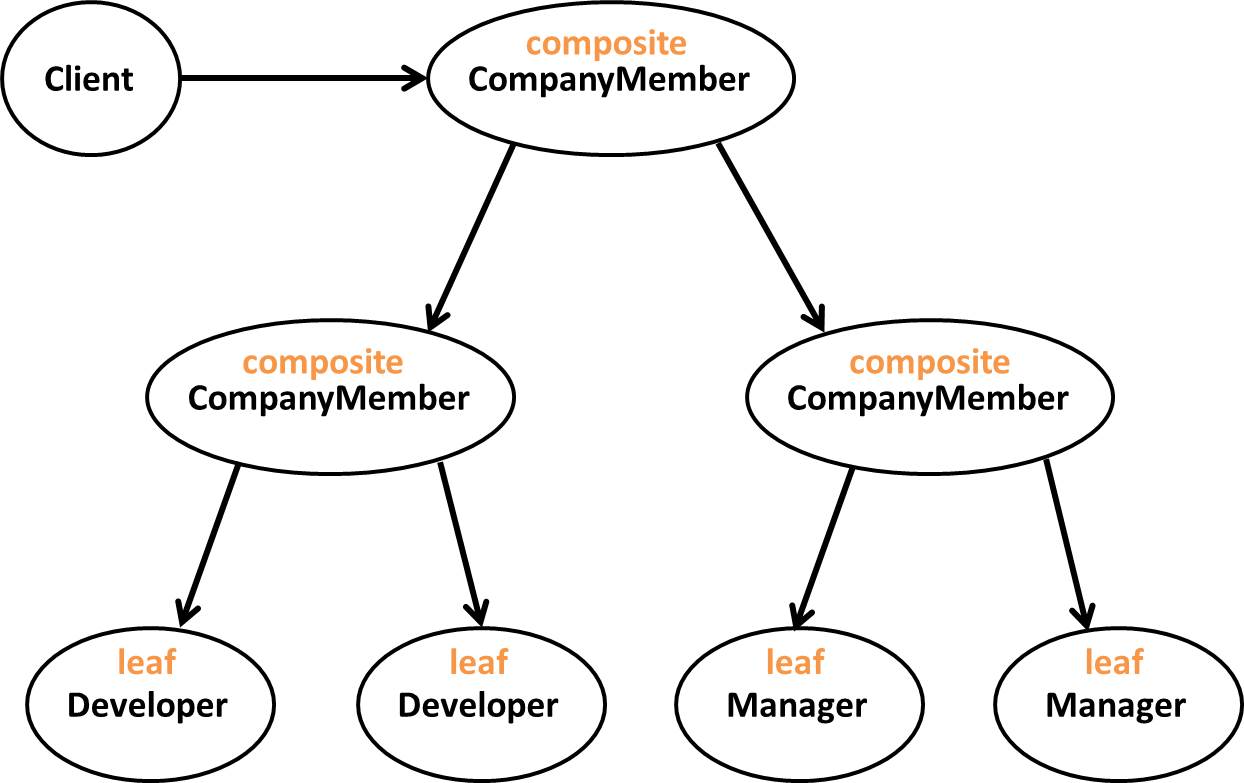 Client
composite
CompanyMember
composite
CompanyMember
composite
CompanyMember
leaf
Developer
leaf
Developer
leaf
Manager
leaf
Manager